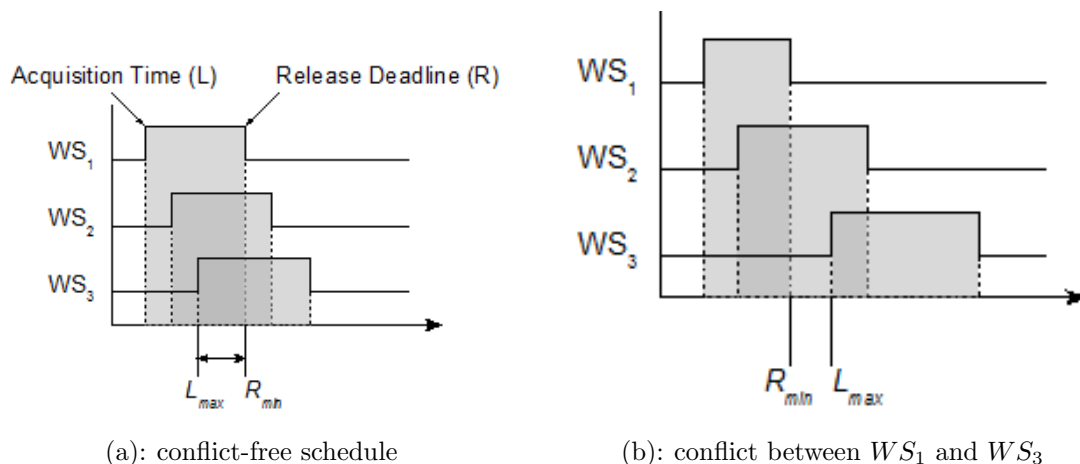 Acquisition Time (L)
Release Deadline (R)
WS1
WS2
WS3
Lmax
Rmin
(a): conflict-free schedule
WS1
WS2
WS3
Rmin
Lmax
(b): conflict between WS1 and WS3